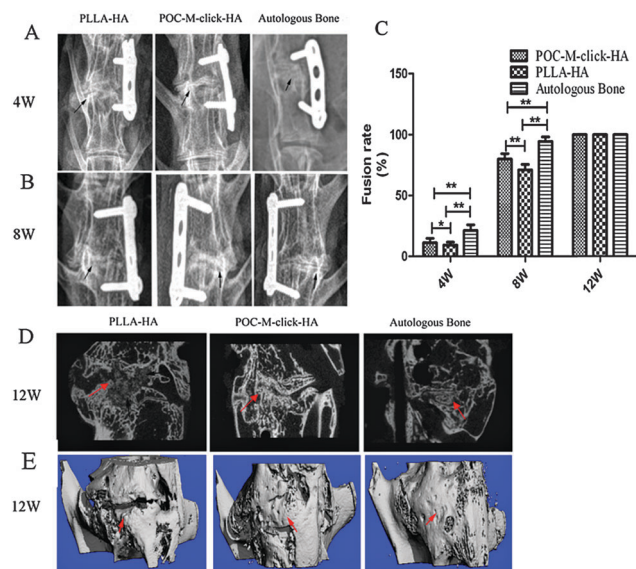 A
PLLA-HA
POC-M-click-HA
Autologous Bone
4W
B
8W
C
POC-M-click-HA
PLLA-HA
Autologous Bone
Fusion rate
(%)
150
100
50
0
**
**
*
**
**
**
4W
8W
12W
D
PLLA-HA
POC-M-click-HA
Autologous Bone
12W
E
12W